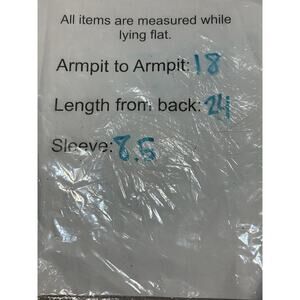 All items are measured while
lying flat.
Armpit to Armpit: 18
Length from back: 24
Sleeve: 8.5